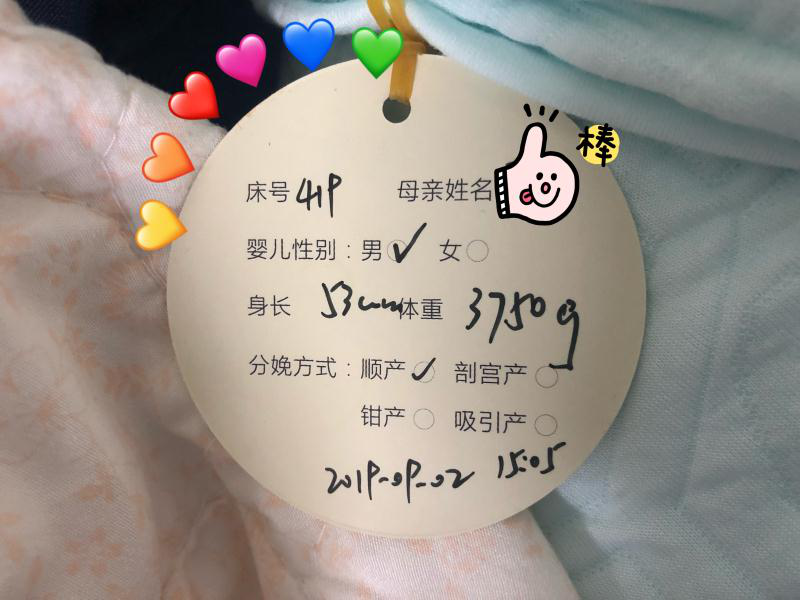 棒
床号 419 母亲姓名
婴儿性别：男 ✓ 女 ○
身长 53cm 体重 3750g
分娩方式：顺产 ✓ 剖宫产 ○
钳产 ○ 吸引产 ○
2019-09-02 15:05